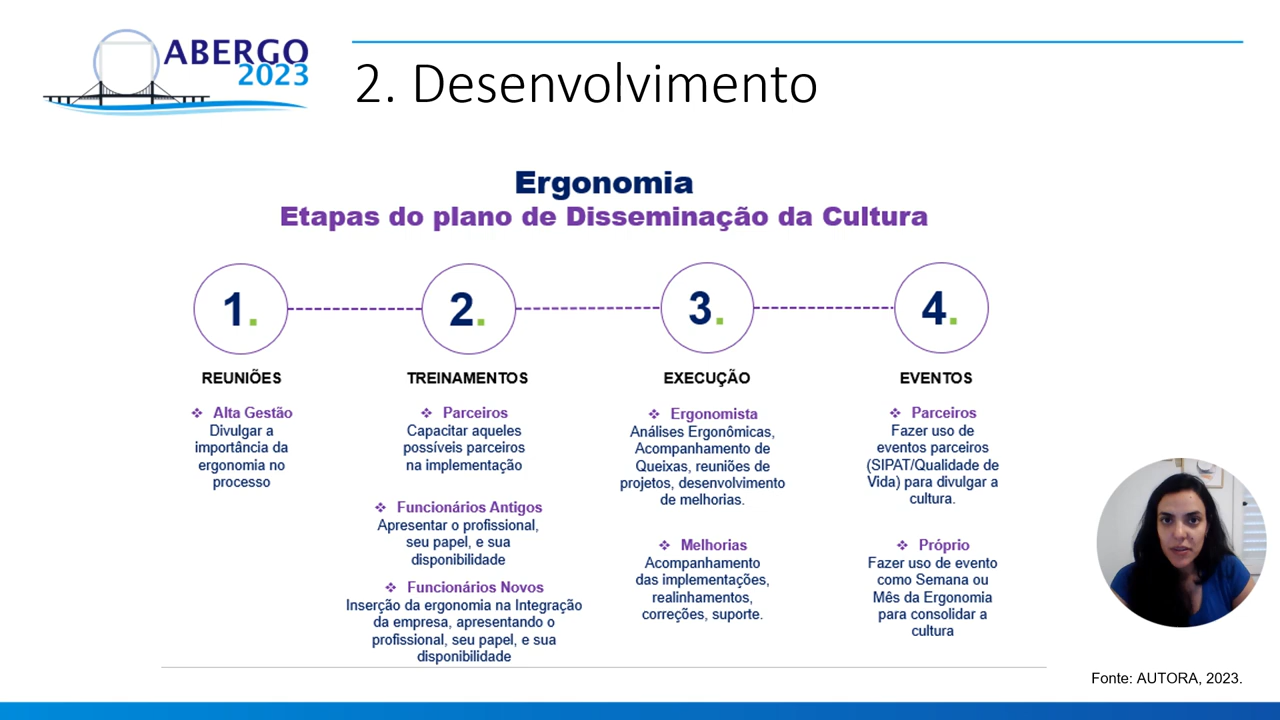 ABERGO
2023
2. Desenvolvimento
Ergonomia
Etapas do plano de Disseminação da Cultura
1.
2.
3.
4.
REUNIÕES
❖ Alta Gestão
Divulgar a
importância da
ergonomia no
processo
TREINAMENTOS
❖ Parceiros
Capacitar aqueles
possíveis parceiros
na implementação
❖ Funcionários Antigos
Apresentar o profissional,
seu papel, e sua
disponibilidade
❖ Funcionários Novos
Inserção da ergonomia na Integração
da empresa, apresentando o
profissional, seu papel, e sua
disponibilidade
EXECUÇÃO
❖ Ergonomista
Análises Ergonômicas,
Acompanhamento de
Queixas, reuniões de
projetos, desenvolvimento
de melhorias.
❖ Melhorias
Acompanhamento
das implementações,
realinhamentos,
correções, suporte.
EVENTOS
❖ Parceiros
Fazer uso de
eventos parceiros
(SIPAT/Qualidade de
Vida) para divulgar a
cultura.
❖ Próprio
Fazer uso de evento
como Semana ou
Mês da Ergonomia
para consolidar a
cultura
Fonte: AUTORA, 2023.